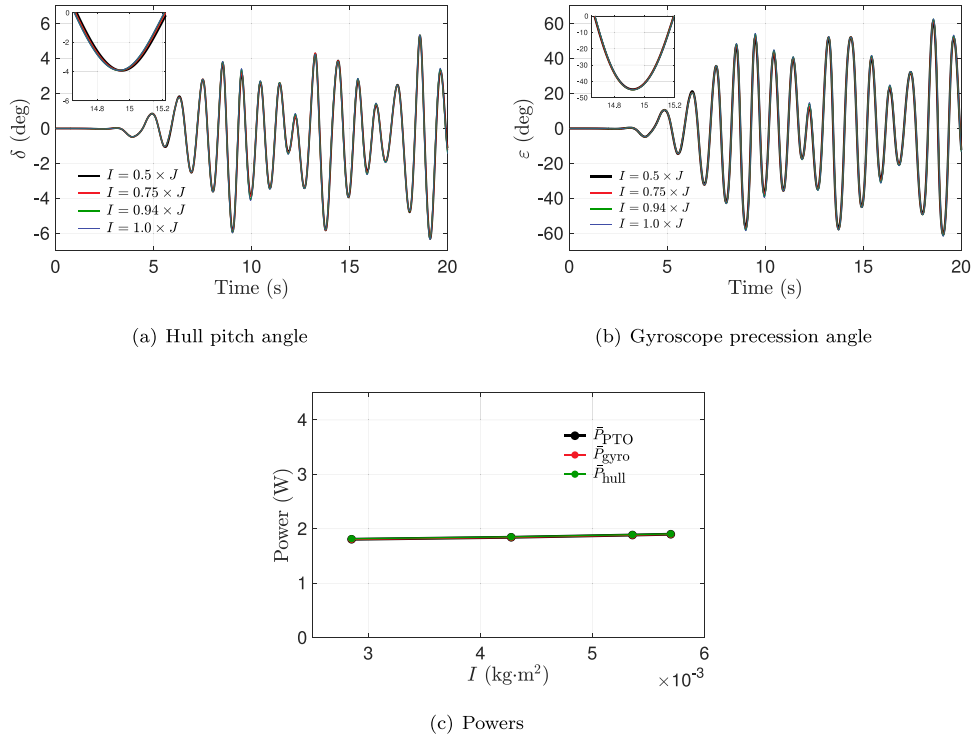 6
4
2
0
-2
-4
-6
δ (deg)
0
-2
-4
-6
14.8 15 15.2
I = 0.5 × J
I = 0.75 × J
I = 0.94 × J
I = 1.0 × J
0 5 10 15 20
Time (s)
(a) Hull pitch angle
60
40
20
0
-20
-40
-60
ε (deg)
0
-10
-20
-30
-40
-50
14.8 15 15.2
I = 0.5 × J
I = 0.75 × J
I = 0.94 × J
I = 1.0 × J
0 5 10 15 20
Time (s)
(b) Gyroscope precession angle
4
3
2
1
0
Power (W)
P̄PTO
P̄gyro
P̄hull
3 4 5 6
I (kg·m²)
×10⁻³
(c) Powers